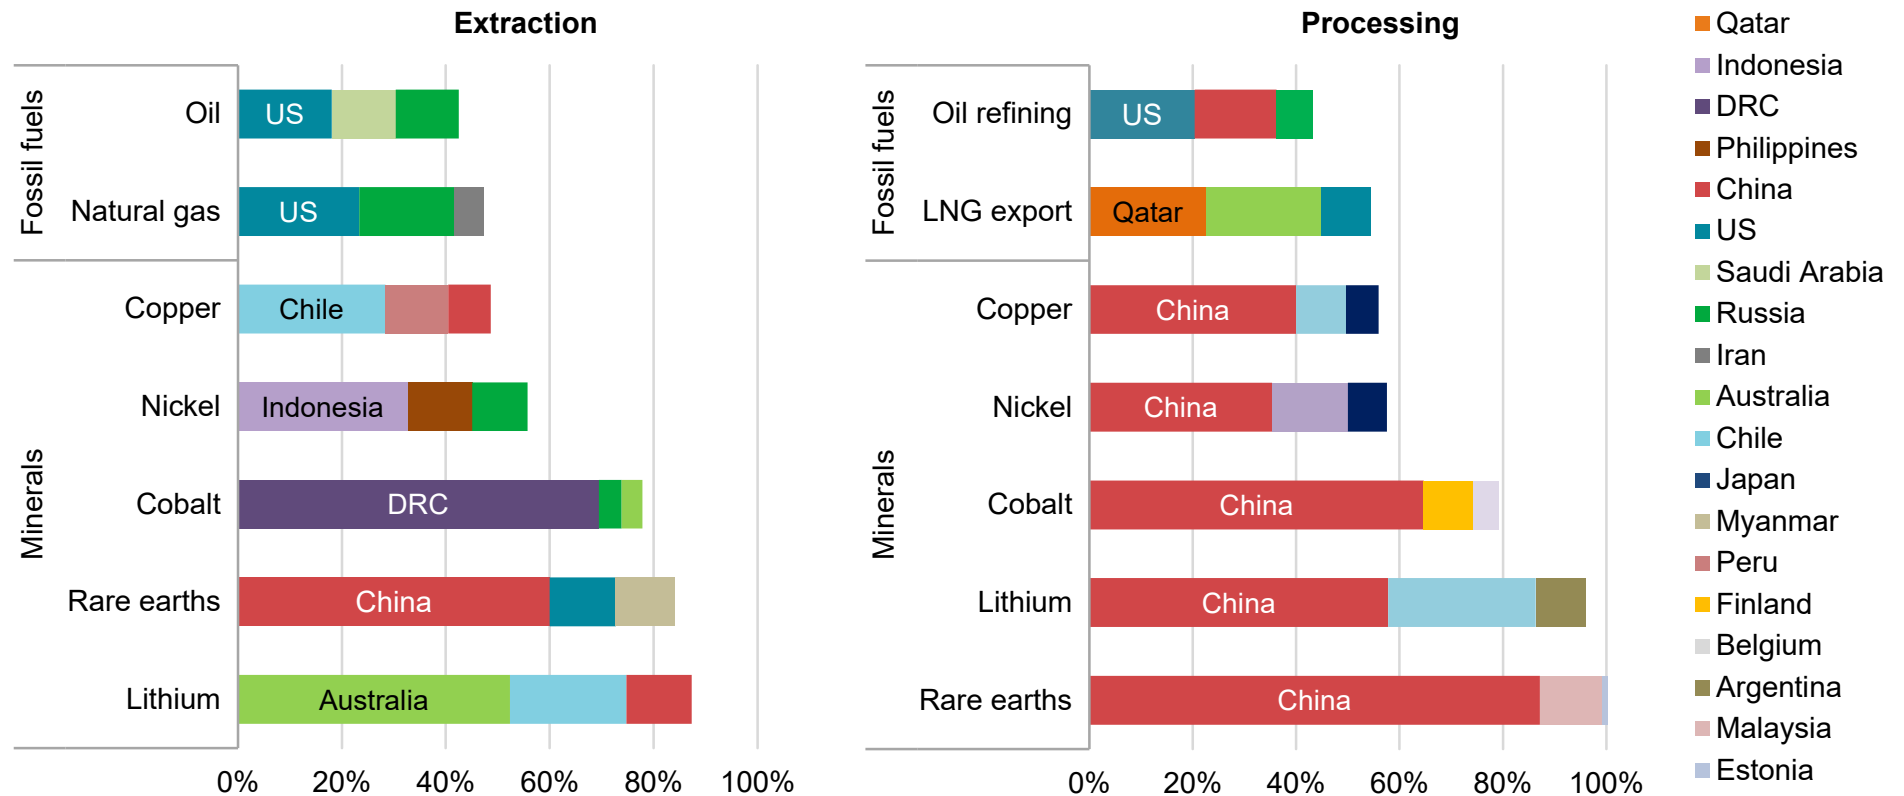 Extraction
Fossil fuels
Oil
US
Natural gas
US
Minerals
Copper
Chile
Nickel
Indonesia
Cobalt
DRC
Rare earths
China
Lithium
Australia
0% 20% 40% 60% 80% 100%
Processing
Fossil fuels
Oil refining
US
LNG export
Qatar
Minerals
Copper
China
Nickel
China
Cobalt
China
Lithium
China
Rare earths
China
0% 20% 40% 60% 80% 100%
Qatar
Indonesia
DRC
Philippines
China
US
Saudi Arabia
Russia
Iran
Australia
Chile
Japan
Myanmar
Peru
Finland
Belgium
Argentina
Malaysia
Estonia